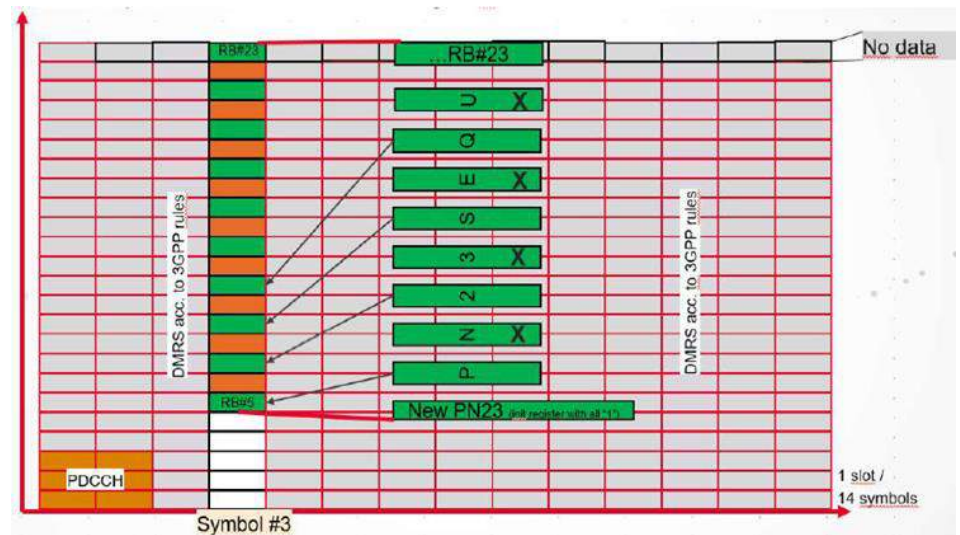 RB#23
...RB#23
No data
U X
Q
E X
S
3 X
2
N X
P
DMRS acc. to 3GPP rules
DMRS acc. to 3GPP rules
RB#5
New PN23 (init register with all "1")
PDCCH
1 slot /
14 symbols
Symbol #3